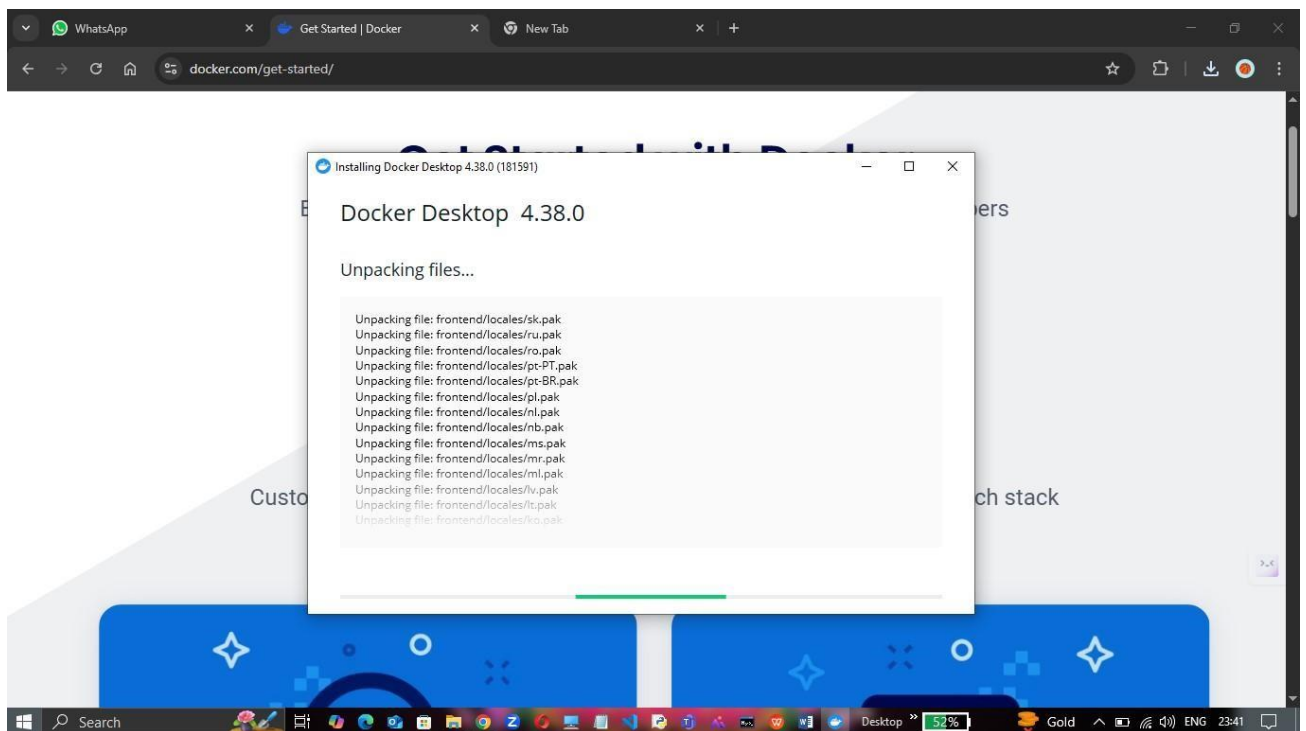 WhatsApp
Get Started | Docker
New Tab
docker.com/get-started/
Installing Docker Desktop 4.38.0 (181591)
ers
Docker Desktop 4.38.0
Unpacking files...
Unpacking file: frontend/locales/sk.pak
Unpacking file: frontend/locales/ru.pak
Unpacking file: frontend/locales/ro.pak
Unpacking file: frontend/locales/pt-PT.pak
Unpacking file: frontend/locales/pt-BR.pak
Unpacking file: frontend/locales/pl.pak
Unpacking file: frontend/locales/nl.pak
Unpacking file: frontend/locales/nb.pak
Unpacking file: frontend/locales/ms.pak
Unpacking file: frontend/locales/mr.pak
Unpacking file: frontend/locales/ml.pak
Unpacking file: frontend/locales/lv.pak
Unpacking file: frontend/locales/lt.pak
Unpacking file: frontend/locales/ko.pak
Custo
ch stack
Search
Desktop
52%
Gold
ENG
23:41